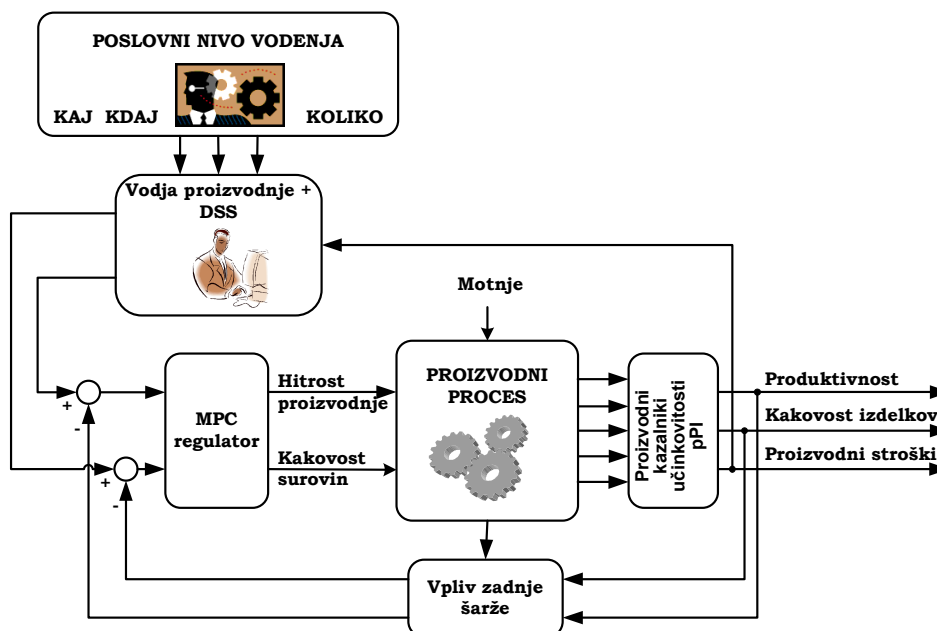 POSLOVNI NIVO VODENJA
KAJ KDAJ KOLIKO
Vodja proizvodnje +
DSS
Motnje
MPC
regulator
Hitrost
proizvodnje
Kakovost
surovin
PROIZVODNI
PROCES
Proizvodni
kazalniki
učinkovitosti
pPI
Produktivnost
Kakovost izdelkov
Proizvodni stroški
+
-
+
-
Vpliv zadnje
šarže